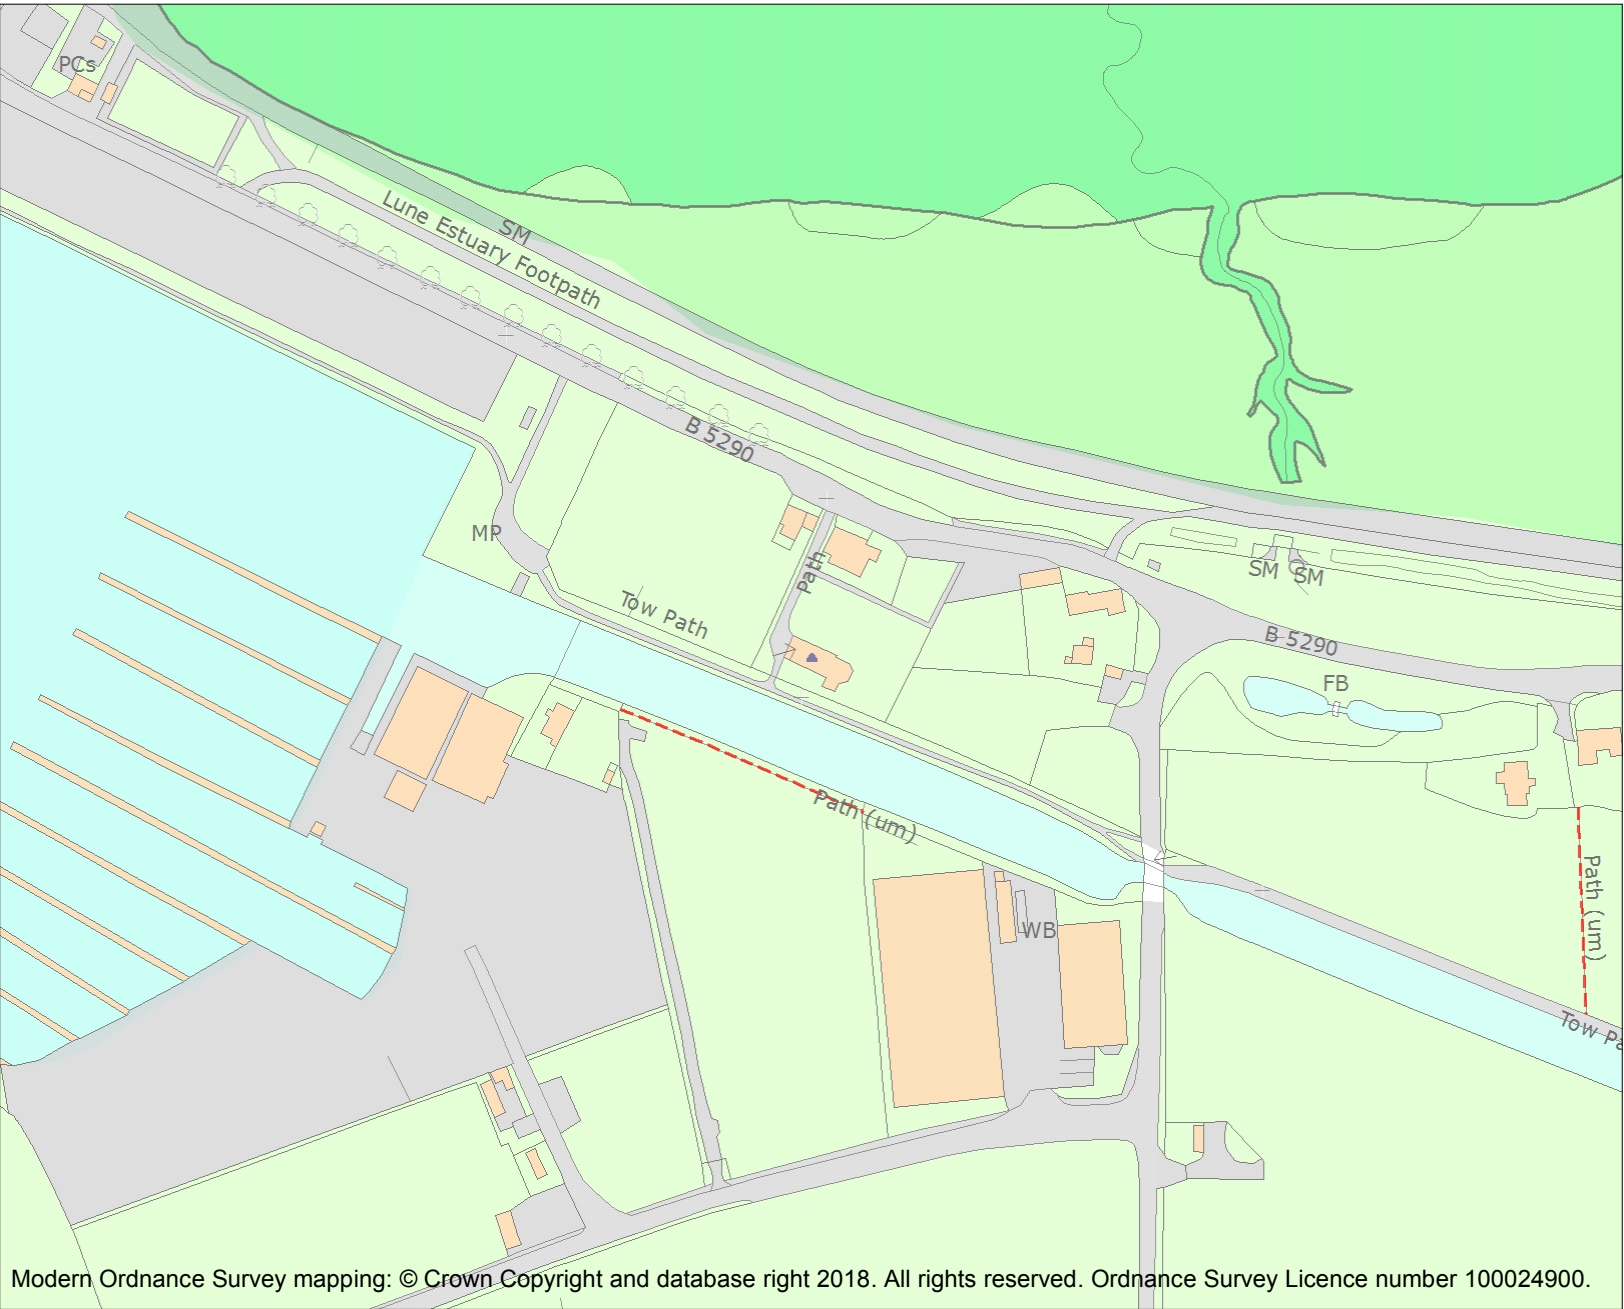 PCs
SM
Lune Estuary Footpath
B 5290
MP
Path
SM
SM
Tow Path
B 5290
FB
Path (um)
Path (um)
WB
Tow Pa
Modern Ordnance Survey mapping: © Crown Copyright and database right 2018. All rights reserved. Ordnance Survey Licence number 100024900.